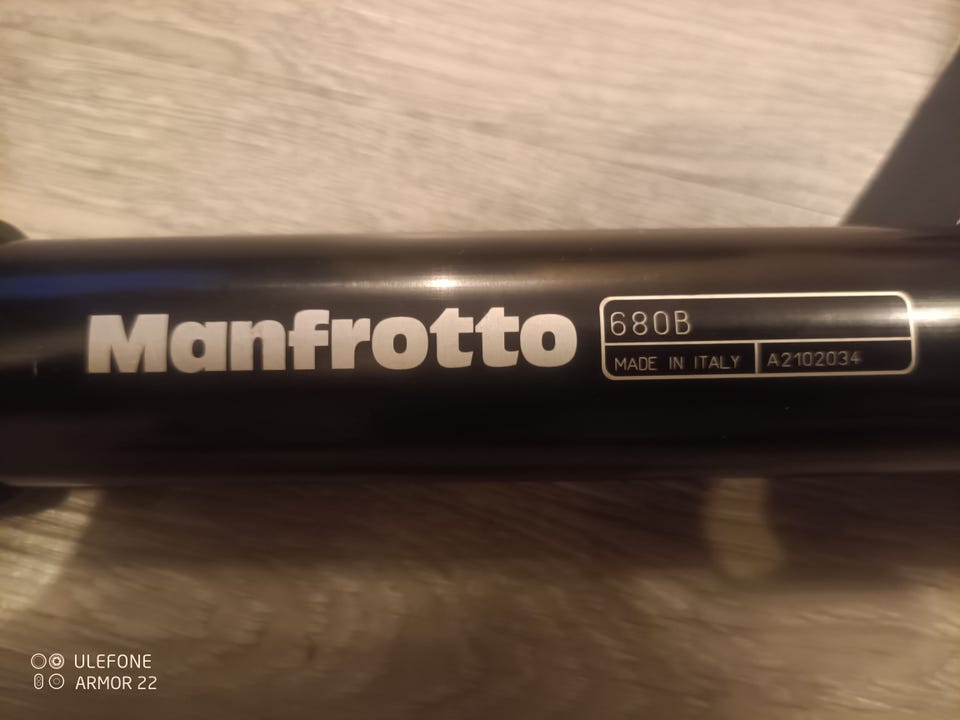 Manfrotto
680B
MADE IN ITALY A2102034
ULEFONE
ARMOR 22